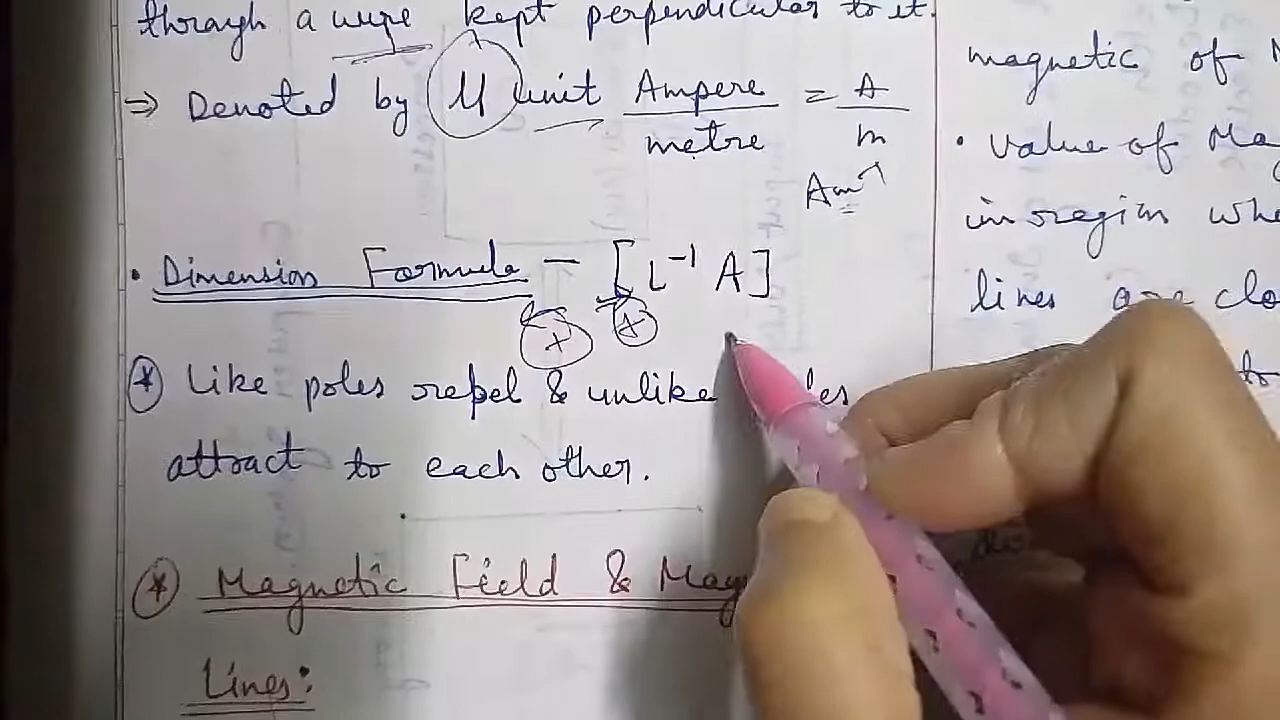 through a wire kept perpendicular to it.
⇒ Denoted by H unit Ampere/metre = A/m
Am⁻¹
• Dimension Formula – [L⁻¹ A]
* Like poles repel & unlike
attract to each other.
* Magnetic Field &
Lines:
magnetic of
• Value of
in region
lines are